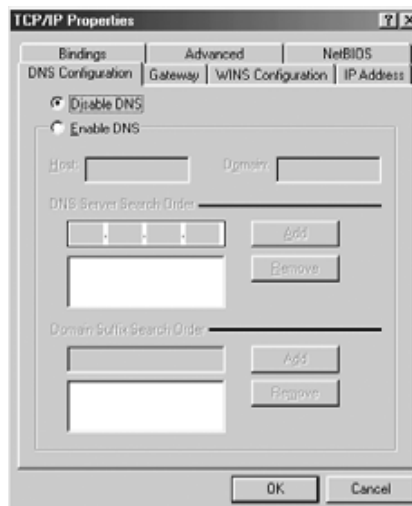 TCP/IP Properties
Bindings Advanced NetBIOS
DNS Configuration Gateway WINS Configuration IP Address
Disable DNS
Enable DNS
Host: Domain:
DNS Server Search Order
Add
Remove
Domain Suffix Search Order
Add
Remove
OK Cancel